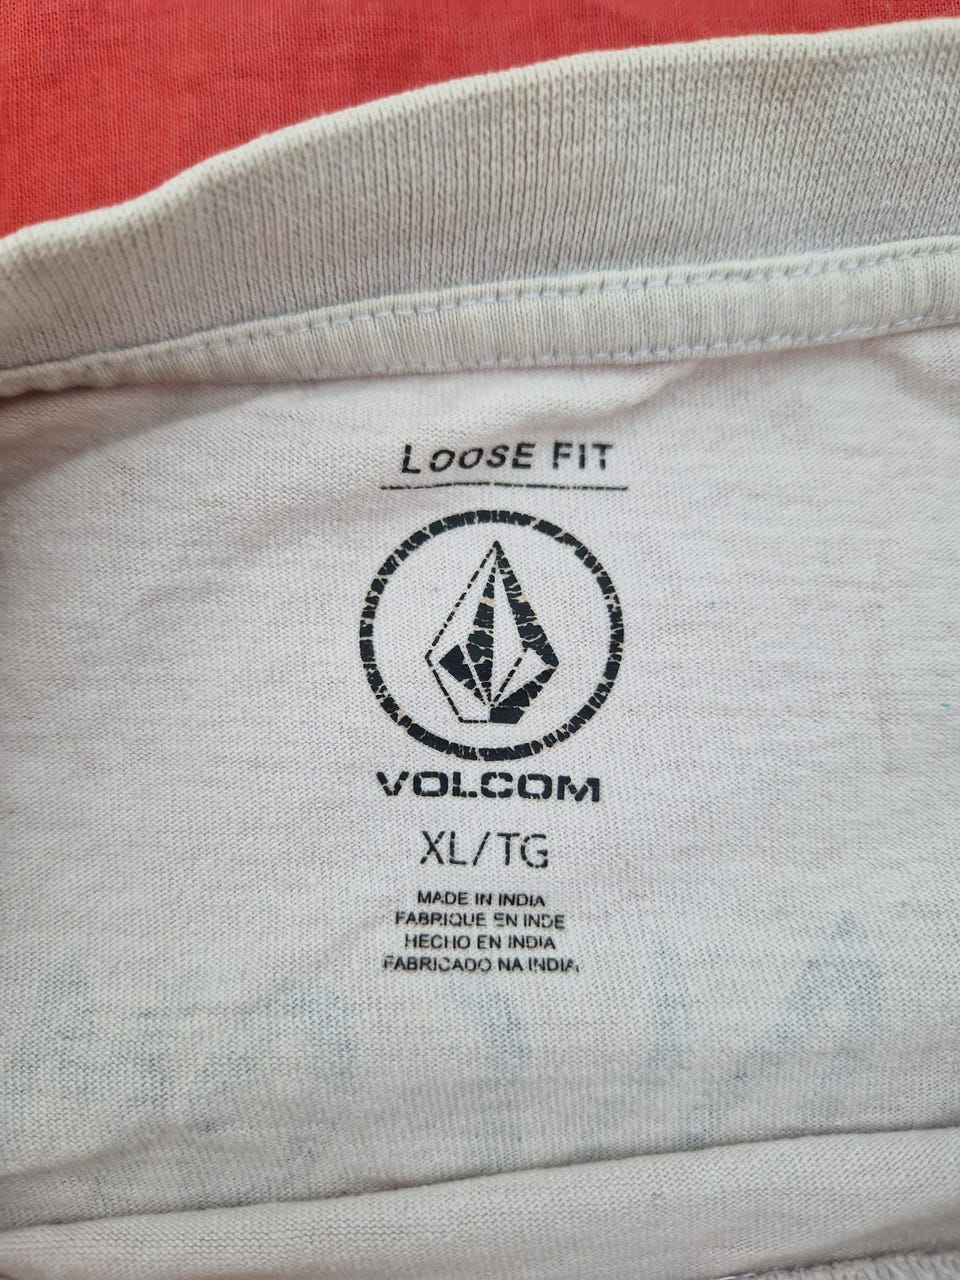 LOOSE FIT
VOLCOM
XL/TG
MADE IN INDIA
FABRIQUE EN INDE
HECHO EN INDIA
FABRICADO NA INDIA